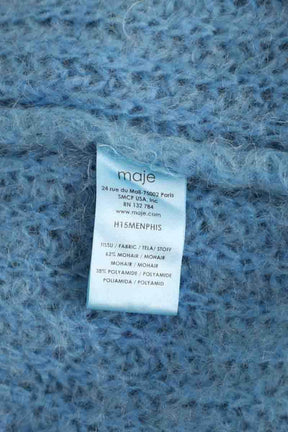 maje
24 rue du Mail-75002 Paris
SMCP USA, Inc.
RN 132 784
www.maje.com
H15MENPHIS
TISSU / FABRIC / TELA/ STOFF
62% MOHAIR / MOHAIR
MOHAIR / MOHAIR
38% POLYAMIDE / POLYAMIDE
POLIAMIDA / POLYAMID